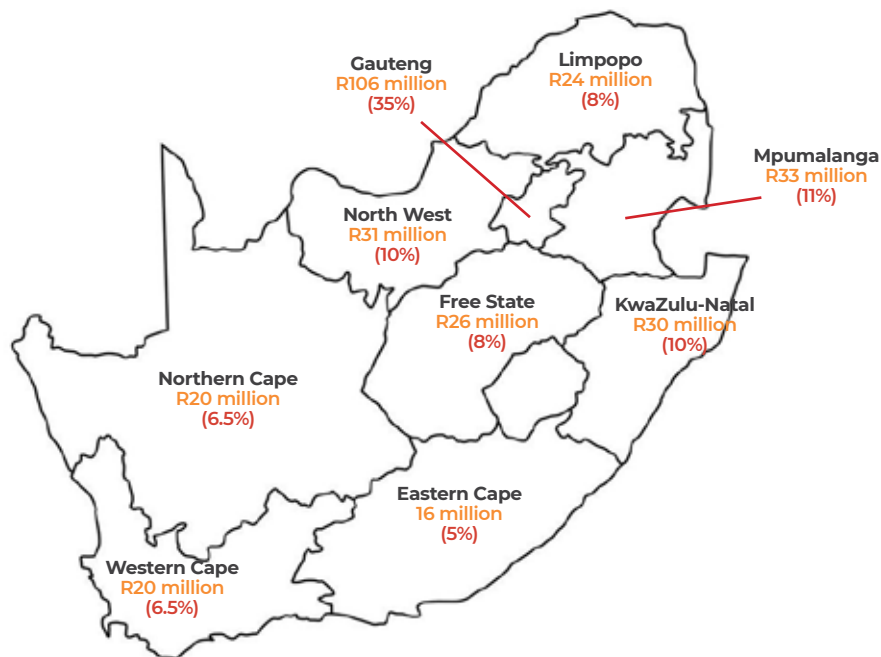 Gauteng
R106 million
(35%)
Limpopo
R24 million
(8%)
Mpumalanga
R33 million
(11%)
North West
R31 million
(10%)
Free State
R26 million
(8%)
KwaZulu-Natal
R30 million
(10%)
Northern Cape
R20 million
(6.5%)
Eastern Cape
16 million
(5%)
Western Cape
R20 million
(6.5%)